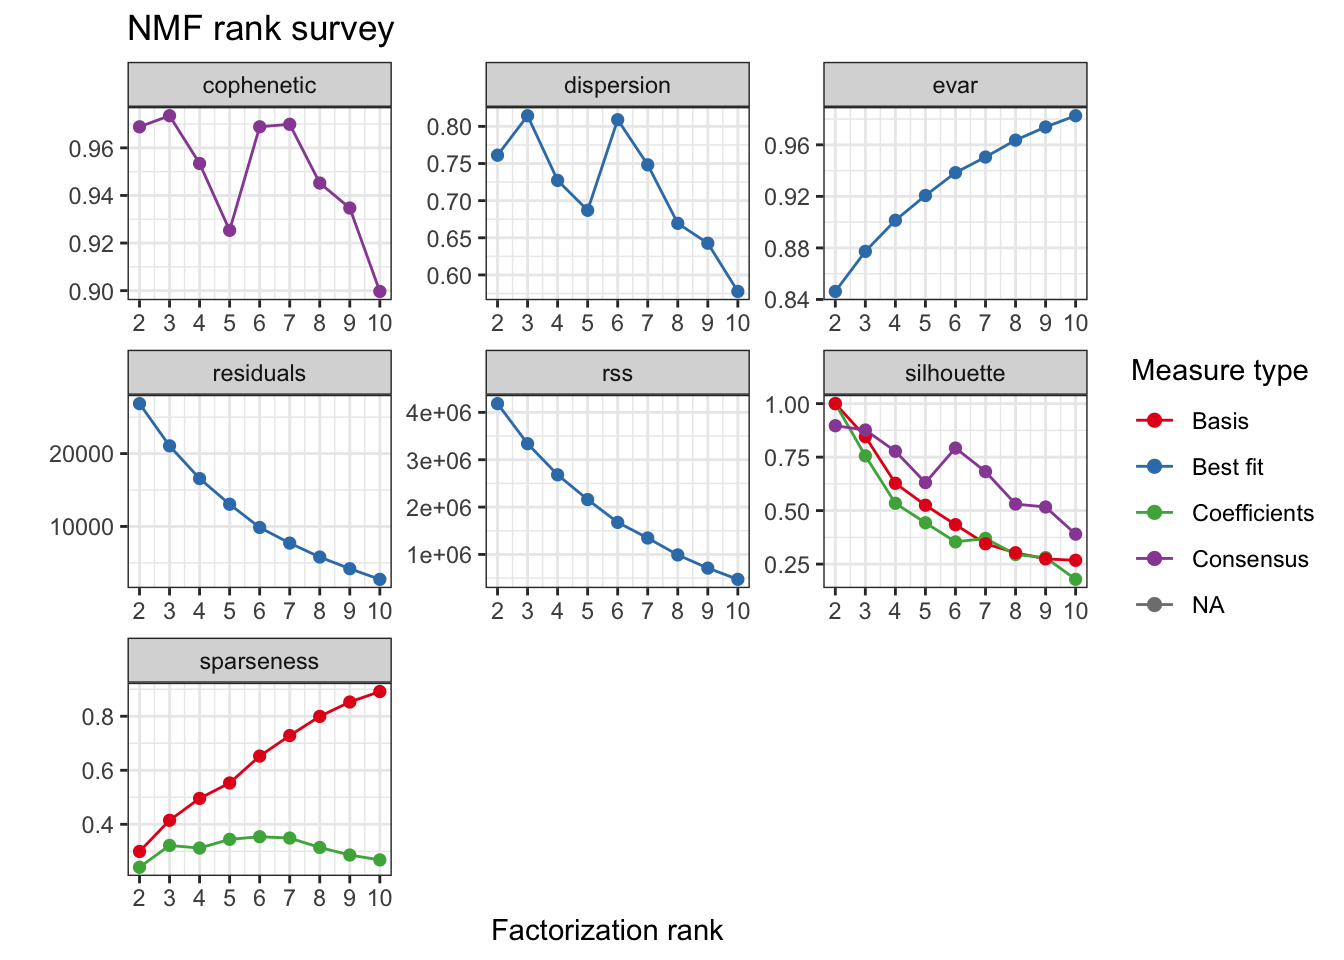 NMF rank survey
cophenetic
dispersion
evar
0.96
0.94
0.92
0.90
0.80
0.75
0.70
0.65
0.60
0.96
0.92
0.88
0.84
2 3 4 5 6 7 8 9 10
2 3 4 5 6 7 8 9 10
2 3 4 5 6 7 8 9 10
residuals
rss
silhouette
20000
10000
4e+06
3e+06
2e+06
1e+06
1.00
0.75
0.50
0.25
2 3 4 5 6 7 8 9 10
2 3 4 5 6 7 8 9 10
2 3 4 5 6 7 8 9 10
Measure type
Basis
Best fit
Coefficients
Consensus
NA
sparseness
0.8
0.6
0.4
2 3 4 5 6 7 8 9 10
Factorization rank